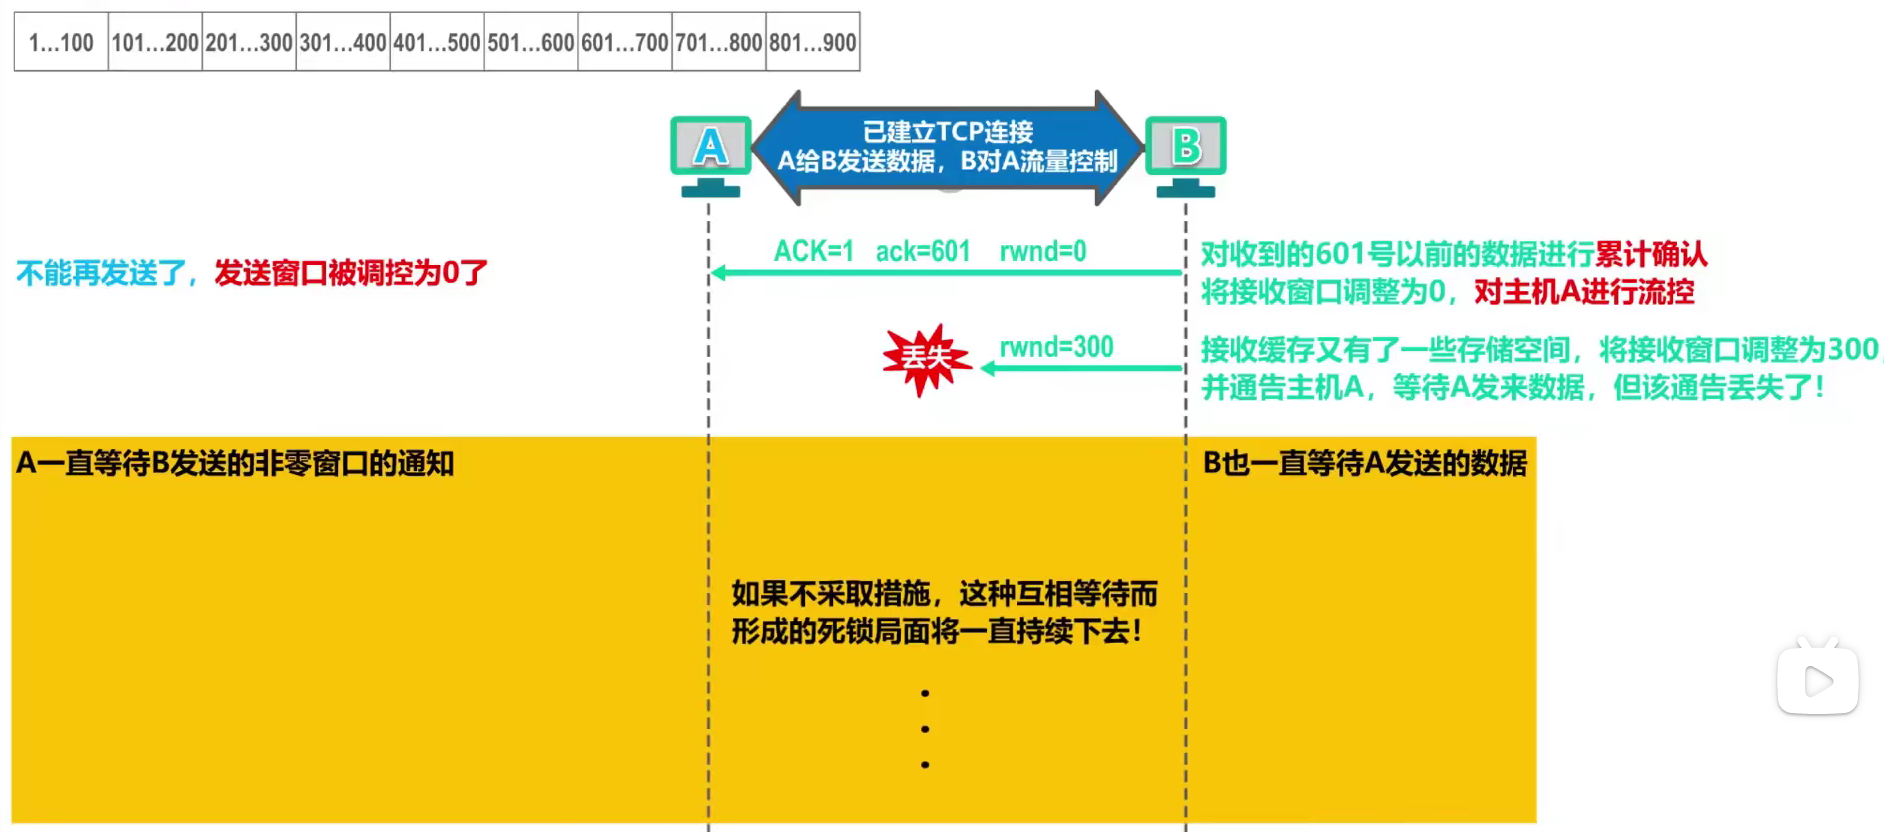 1...100 101...200 201...300 301...400 401...500 501...600 601...700 701...800 801...900
已建立TCP连接
A给B发送数据，B对A流量控制
A
B
不能再发送了，发送窗口被调控为0了
ACK=1 ack=601 rwnd=0
对收到的601号以前的数据进行累计确认
将接收窗口调整为0，对主机A进行流控
丢失
rwnd=300
接收缓存又有了一些存储空间，将接收窗口调整为300，
并通告主机A，等待A发来数据，但该通告丢失了！
A一直等待B发送的非零窗口的通知
B也一直等待A发送的数据
如果不采取措施，这种互相等待而
形成的死锁局面将一直持续下去！